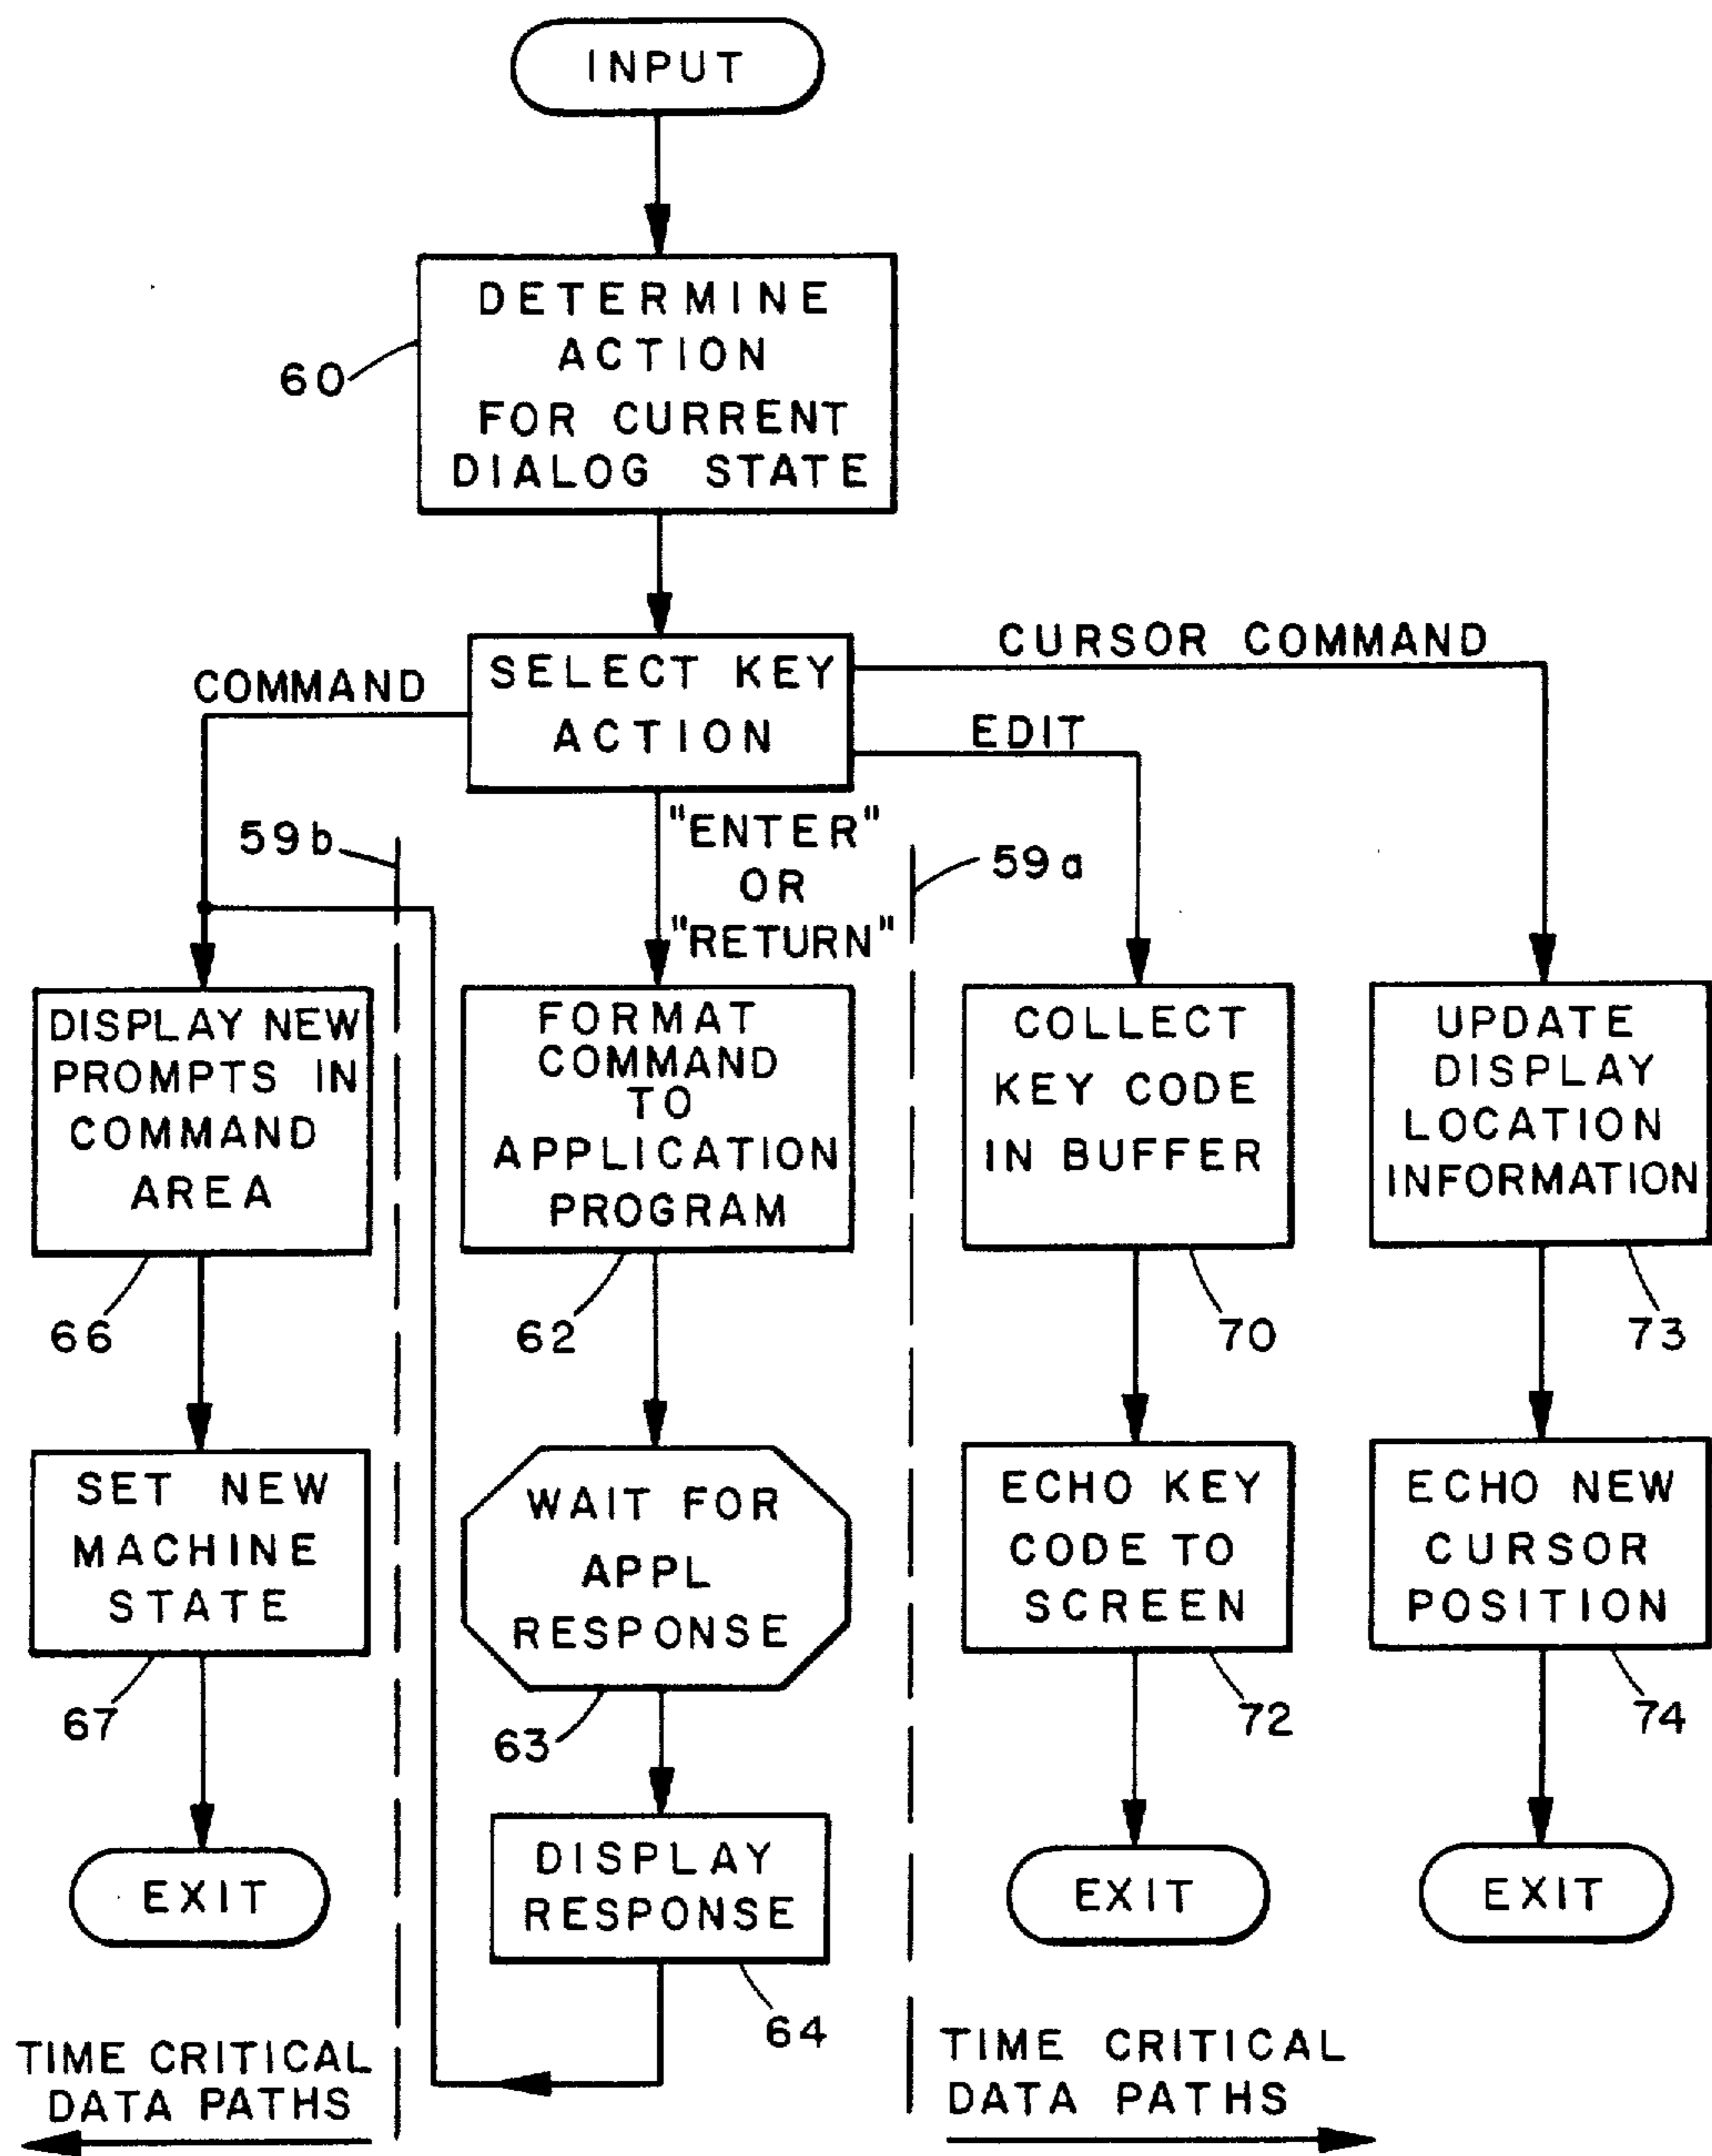 INPUT
DETERMINE
ACTION
FOR CURRENT
DIALOG STATE
60
SELECT KEY
ACTION
COMMAND
CURSOR COMMAND
EDIT
"ENTER"
OR
"RETURN"
59b
59a
DISPLAY NEW
PROMPTS IN
COMMAND
AREA
66
FORMAT
COMMAND
TO
APPLICATION
PROGRAM
62
COLLECT
KEY CODE
IN BUFFER
70
UPDATE
DISPLAY
LOCATION
INFORMATION
73
SET NEW
MACHINE
STATE
67
WAIT FOR
APPL
RESPONSE
63
ECHO KEY
CODE TO
SCREEN
72
ECHO NEW
CURSOR
POSITION
74
EXIT
DISPLAY
RESPONSE
64
EXIT
EXIT
TIME CRITICAL
DATA PATHS
TIME CRITICAL
DATA PATHS